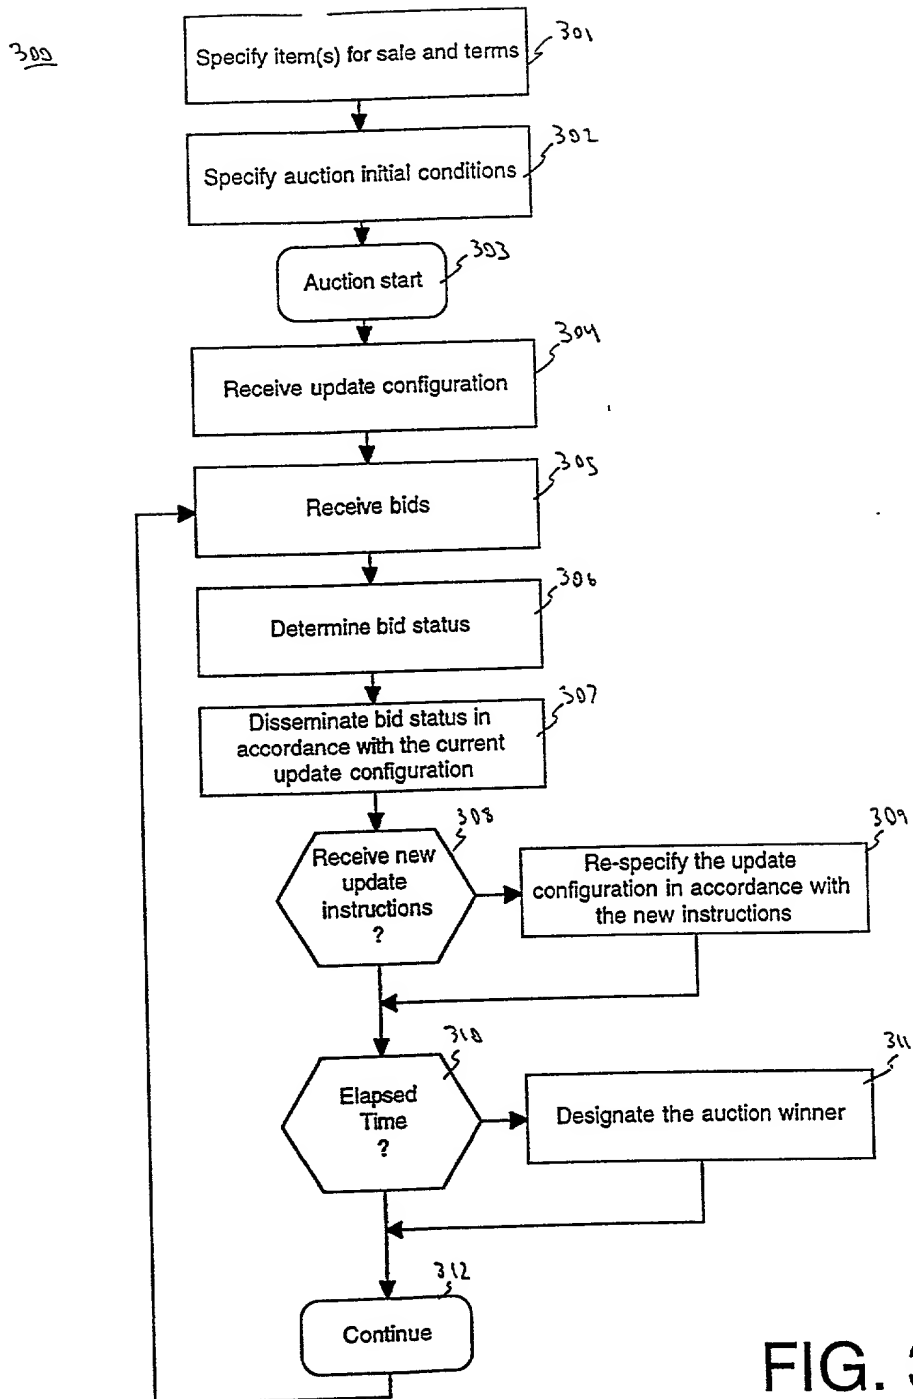 300
Specify item(s) for sale and terms
301
Specify auction initial conditions
302
Auction start
303
Receive update configuration
304
Receive bids
305
Determine bid status
306
Disseminate bid status in
accordance with the current
update configuration
307
Receive new
update
instructions
?
308
Re-specify the update
configuration in accordance with
the new instructions
309
Elapsed
Time
?
310
Designate the auction winner
311
Continue
312
FIG. 3